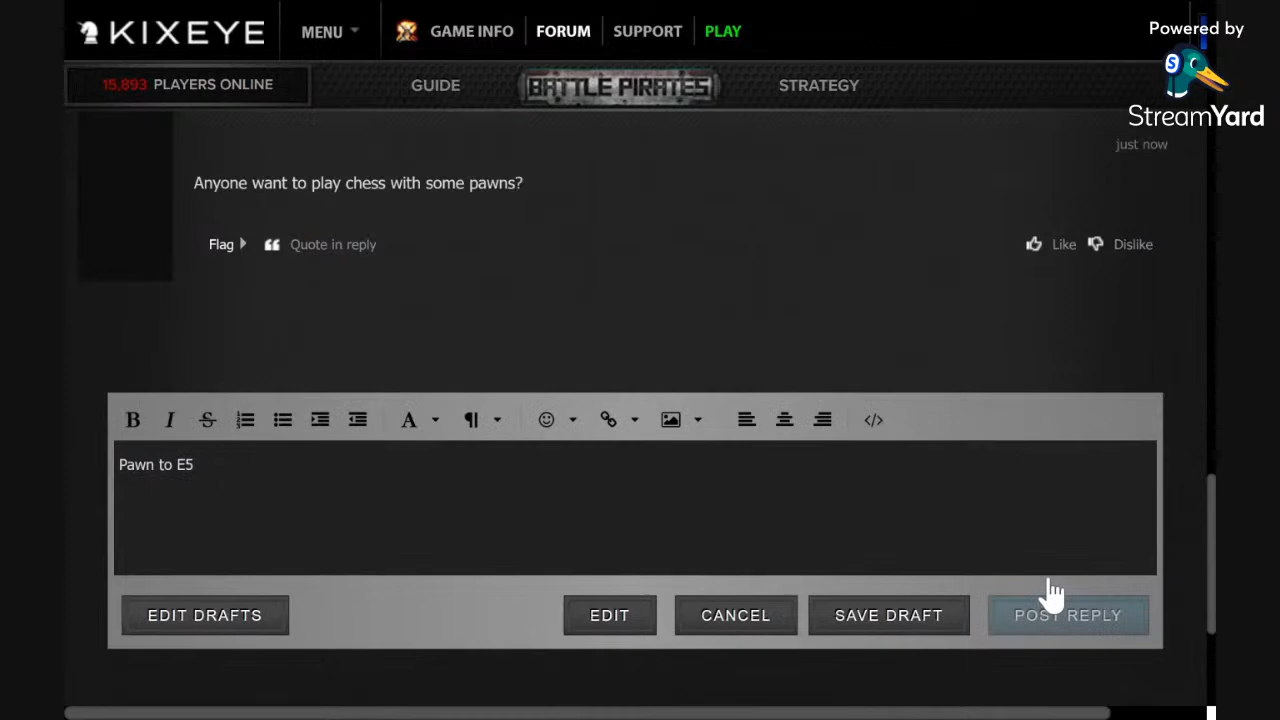 KIXEYE
MENU
GAME INFO
FORUM
SUPPORT
PLAY
Powered by
StreamYard
15,893 PLAYERS ONLINE
GUIDE
BATTLE PIRATES
STRATEGY
just now
Anyone want to play chess with some pawns?
Flag
Quote in reply
Like
Dislike
B I S A ¶ </>
Pawn to E5
EDIT DRAFTS
EDIT
CANCEL
SAVE DRAFT
POST REPLY